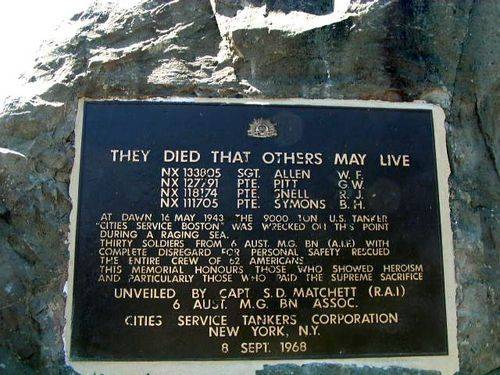 THEY DIED THAT OTHERS MAY LIVE
NX 133805 SGT. ALLEN W. F.
NX 127791 PTE. PITT G.W.
NX 118174 PTE. SNELL R. J.
NX 111705 PTE. SYMONS B. H.
AT DAWN 16 MAY 1943 THE 9000 TON U.S. TANKER
"CITIES SERVICE BOSTON" WAS WRECKED OFF THIS POINT
DURING A RAGING SEA.
THIRTY SOLDIERS FROM 6 AUST. M.G. BN (A.I.F.) WITH
COMPLETE DISREGARD FOR PERSONAL SAFETY RESCUED
THE ENTIRE CREW OF 62 AMERICANS
THIS MEMORIAL HONOURS THOSE WHO SHOWED HEROISM
AND PARTICULARLY THOSE WHO PAID THE SUPREME SACRIFICE
UNVEILED BY CAPT. S.D. MATCHETT (R.A.I)
6 AUST. M.G. BN ASSOC.
CITIES SERVICE TANKERS CORPORATION
NEW YORK, N.Y.
8 SEPT. 1968